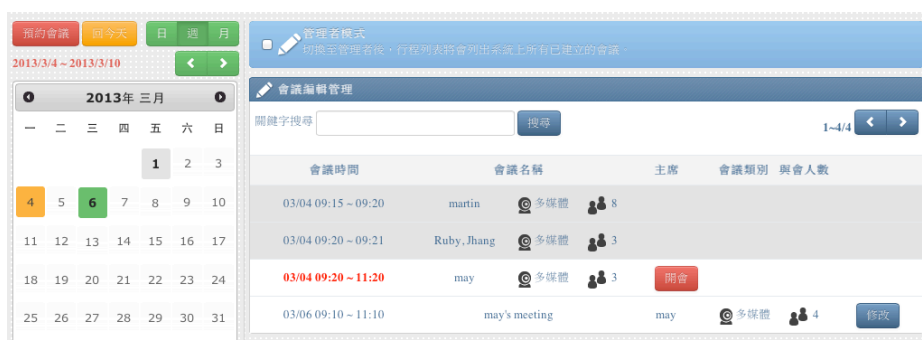 預約會議 回今天 日 週 月
2013/3/4 ~ 2013/3/10
2013年 三月
一 二 三 四 五 六 日
1 2 3
4 5 6 7 8 9 10
11 12 13 14 15 16 17
18 19 20 21 22 23 24
25 26 27 28 29 30 31
管理者模式
切換至管理者後，行程列表將會列出系統上所有已建立的會議。
會議編輯管理
關鍵字搜尋 搜尋 1~4/4
會議時間 會議名稱 主席 會議類別 與會人數
03/04 09:15 ~ 09:20 martin 多媒體 8
03/04 09:20 ~ 09:21 Ruby, Jhang 多媒體 3
03/04 09:20 ~ 11:20 may 多媒體 3 開會
03/06 09:10 ~ 11:10 may's meeting may 多媒體 4 修改